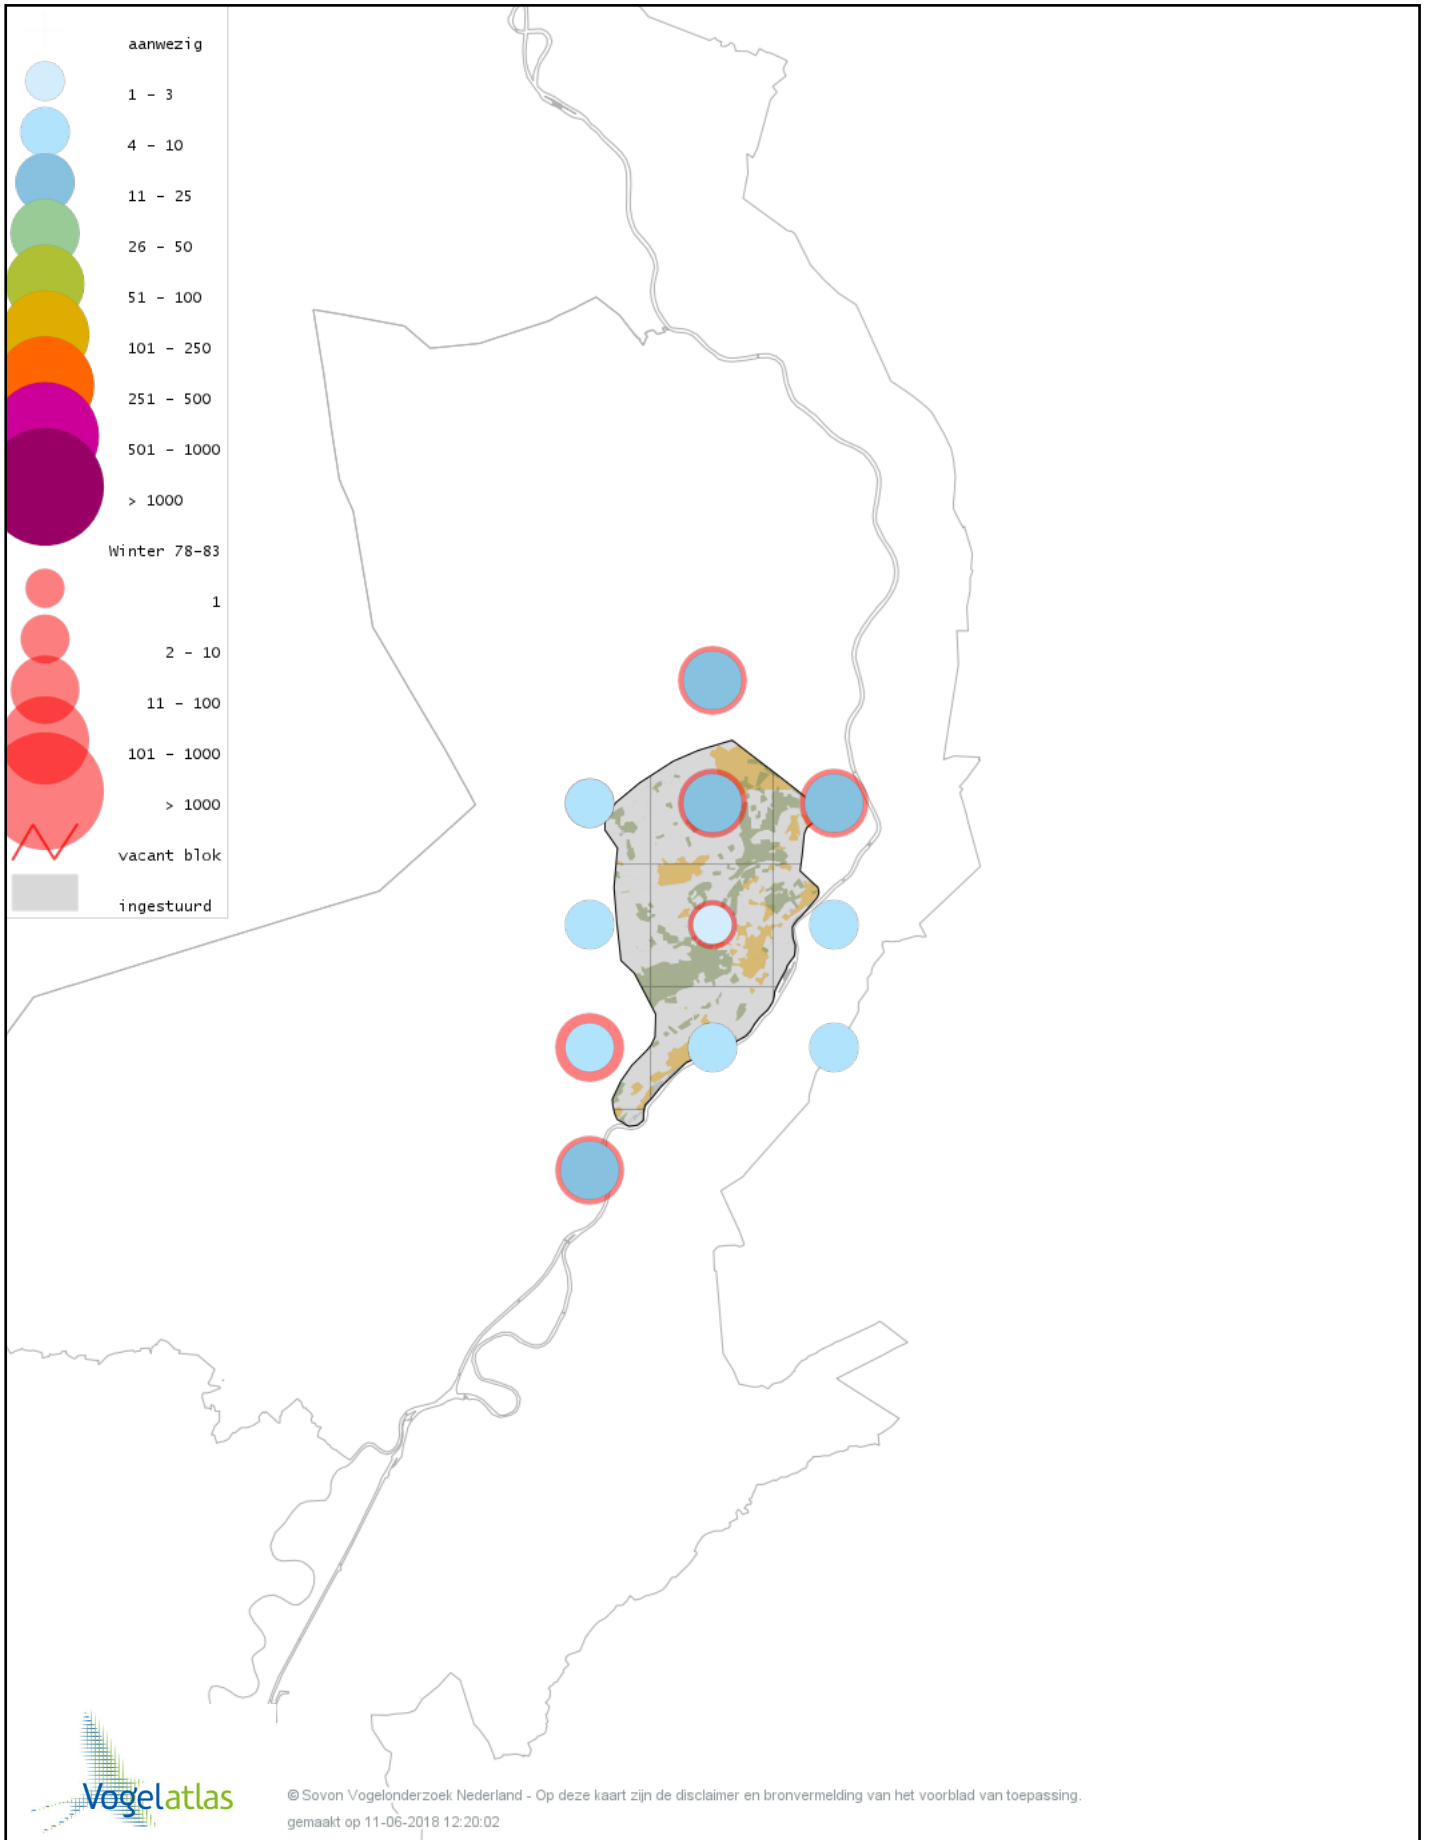 aanwezig
1 - 3
4 - 10
11 - 25
26 - 50
51 - 100
101 - 250
251 - 500
501 - 1000
> 1000
Winter 78-83
1
2 - 10
11 - 100
101 - 1000
> 1000
vacant blok
ingestuurd
Vogelatlas
© Sovon Vogelonderzoek Nederland - Op deze kaart zijn de disclaimer en bronvermelding van het voorblad van toepassing.
gemaakt op 11-06-2018 12:20:02